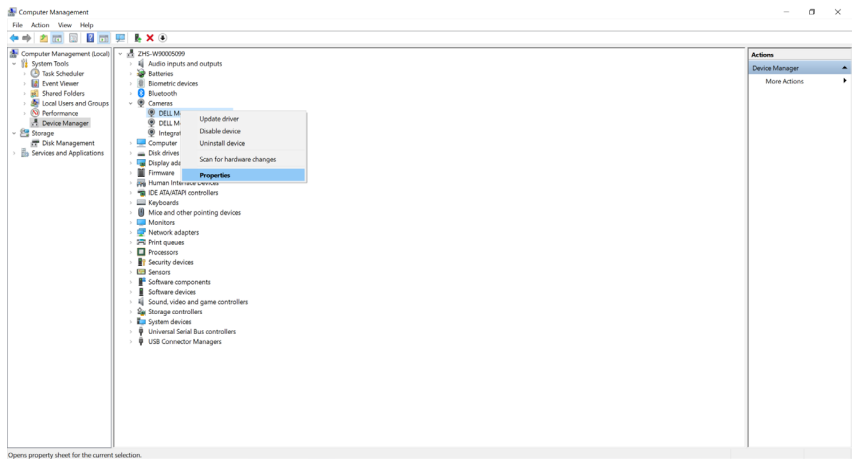 Computer Management
File Action View Help
Computer Management (Local)
System Tools
Task Scheduler
Event Viewer
Shared Folders
Local Users and Groups
Performance
Device Manager
Storage
Disk Management
Services and Applications
ZHS-W90005099
Audio inputs and outputs
Batteries
Biometric devices
Bluetooth
Cameras
DELL M
DELL M
Integrat
Computer
Disk drives
Display ada
Firmware
Human Interface Devices
IDE ATA/ATAPI controllers
Keyboards
Mice and other pointing devices
Monitors
Network adapters
Print queues
Processors
Security devices
Sensors
Software components
Software devices
Sound, video and game controllers
Storage controllers
System devices
Universal Serial Bus controllers
USB Connector Managers
Update driver
Disable device
Uninstall device
Scan for hardware changes
Properties
Actions
Device Manager
More Actions
Opens property sheet for the current selection.